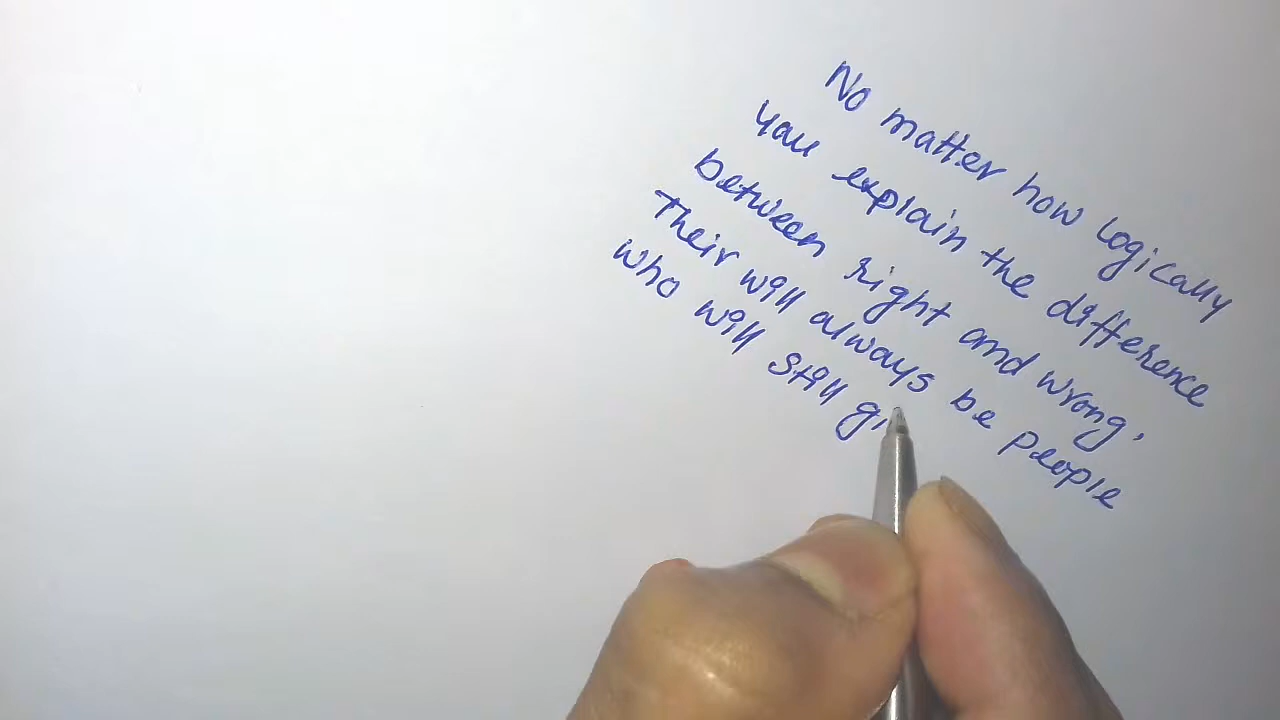 No matter how logically
you explain the difference
between right and wrong,
Their will always be people
who will still